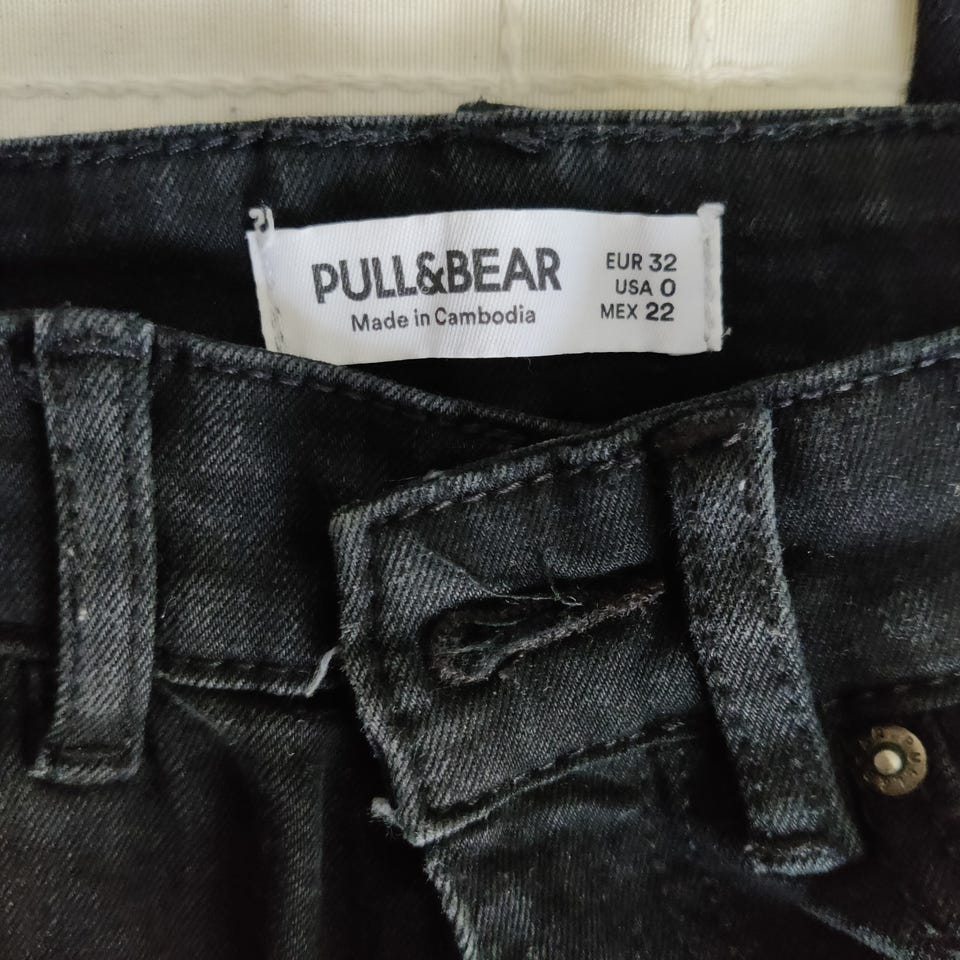 PULL&BEAR
Made in Cambodia
EUR 32
USA 0
MEX 22